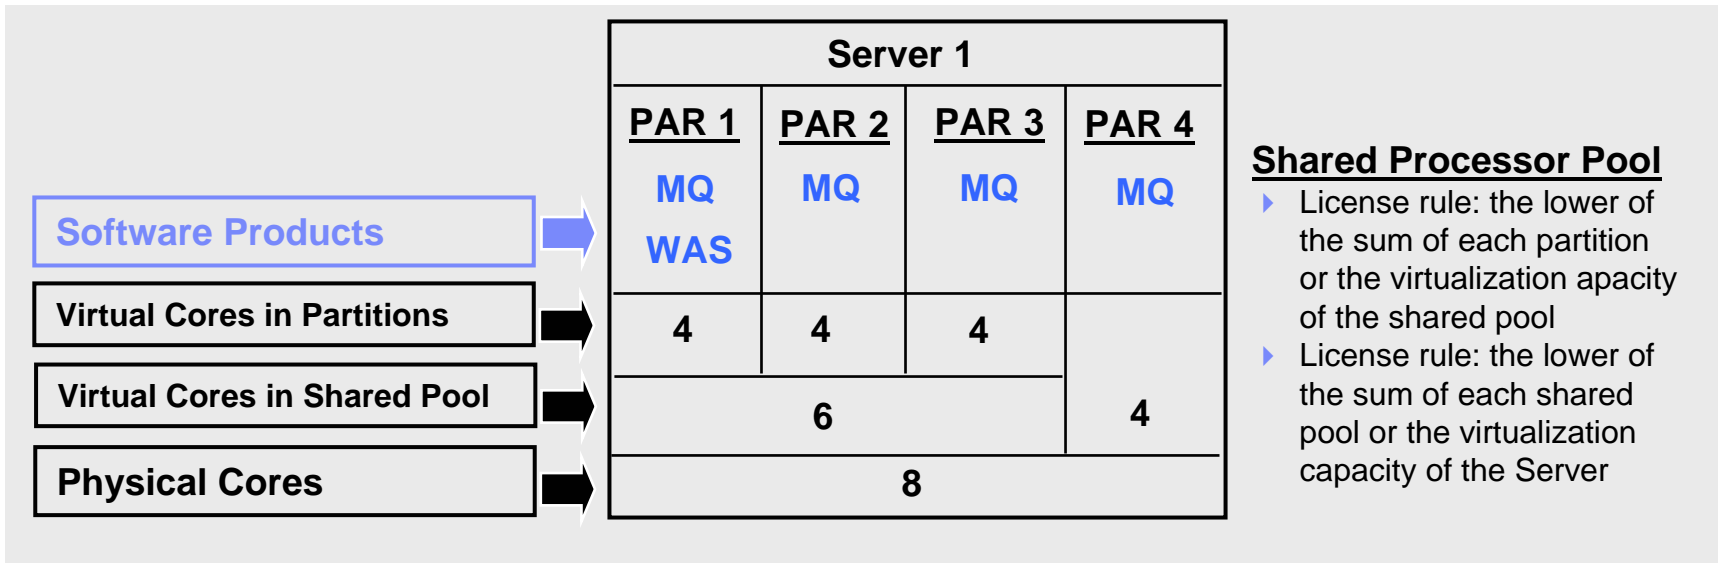 Server 1
PAR 1 PAR 2 PAR 3 PAR 4
MQ MQ MQ MQ
WAS
Software Products
Virtual Cores in Partitions
4 4 4
Virtual Cores in Shared Pool
6 4
Physical Cores
8
Shared Processor Pool
License rule: the lower of
the sum of each partition
or the virtualization apacity
of the shared pool
License rule: the lower of
the sum of each shared
pool or the virtualization
capacity of the Server